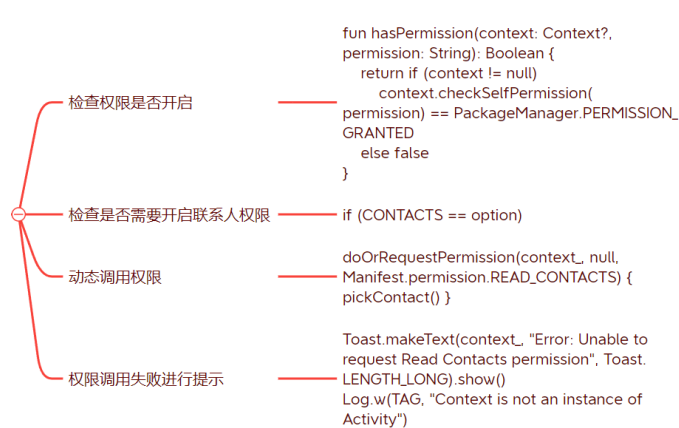 fun hasPermission(context: Context?,
permission: String): Boolean {
return if (context != null)
context.checkSelfPermission(
permission) == PackageManager.PERMISSION_
GRANTED
else false
}
检查权限是否开启
检查是否需要开启联系人权限
if (CONTACTS == option)
动态调用权限
doOrRequestPermission(context_, null,
Manifest.permission.READ_CONTACTS) {
pickContact() }
权限调用失败进行提示
Toast.makeText(context_, "Error: Unable to
request Read Contacts permission", Toast.
LENGTH_LONG).show()
Log.w(TAG, "Context is not an instance of
Activity")